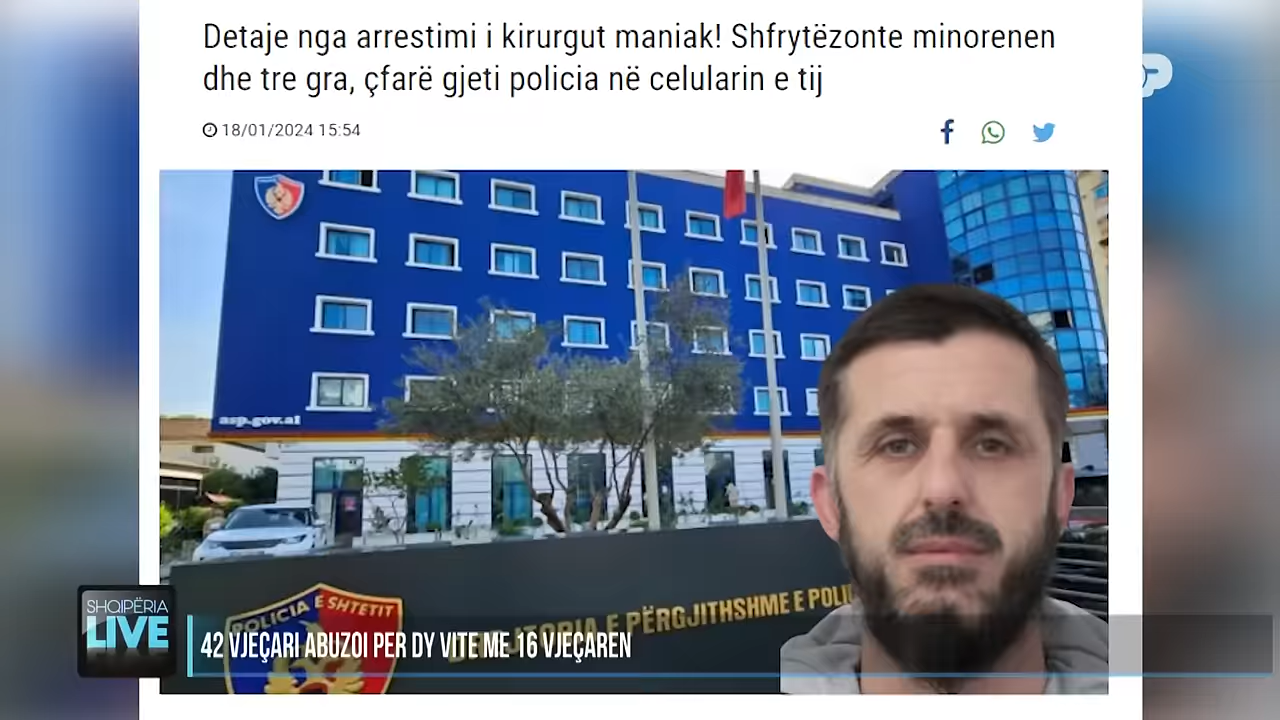 Detaje nga arrestimi i kirurgut maniak! Shfrytëzonte minorenen
dhe tre gra, çfarë gjeti policia në celularin e tij
18/01/2024 15:54
asp.gov.al
POLICIA E SHTETIT
E PËRGJITHSHME E POLI
SHQIPËRIA
LIVE
42 VJEÇARI ABUZOI PER DY VITE ME 16 VJEÇAREN